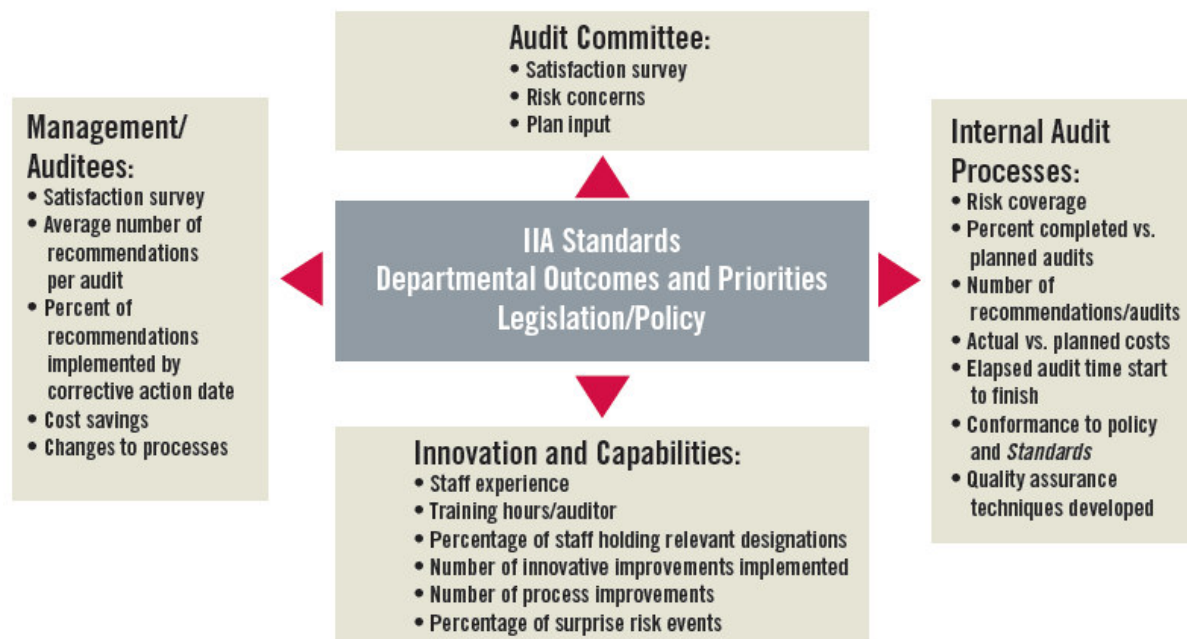 Audit Committee:
• Satisfaction survey
• Risk concerns
• Plan input
Management/
Auditees:
• Satisfaction survey
• Average number of
recommendations
per audit
• Percent of
recommendations
implemented by
corrective action date
• Cost savings
• Changes to processes
IIA Standards
Departmental Outcomes and Priorities
Legislation/Policy
Internal Audit
Processes:
• Risk coverage
• Percent completed vs.
planned audits
• Number of
recommendations/audits
• Actual vs. planned costs
• Elapsed audit time start
to finish
• Conformance to policy
and Standards
• Quality assurance
techniques developed
Innovation and Capabilities:
• Staff experience
• Training hours/auditor
• Percentage of staff holding relevant designations
• Number of innovative improvements implemented
• Number of process improvements
• Percentage of surprise risk events